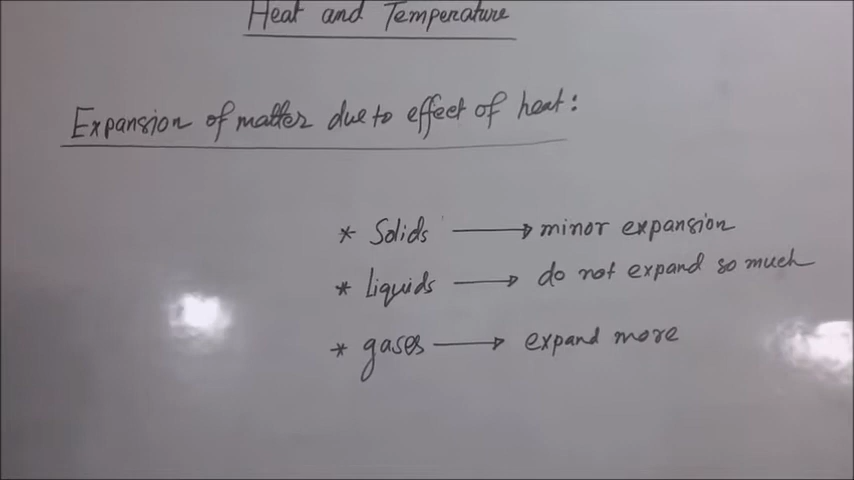 Heat and Temperature
Expansion of matter due to effect of heat:
* Solids → minor expansion
* liquids → do not expand so much
* gases → expand more